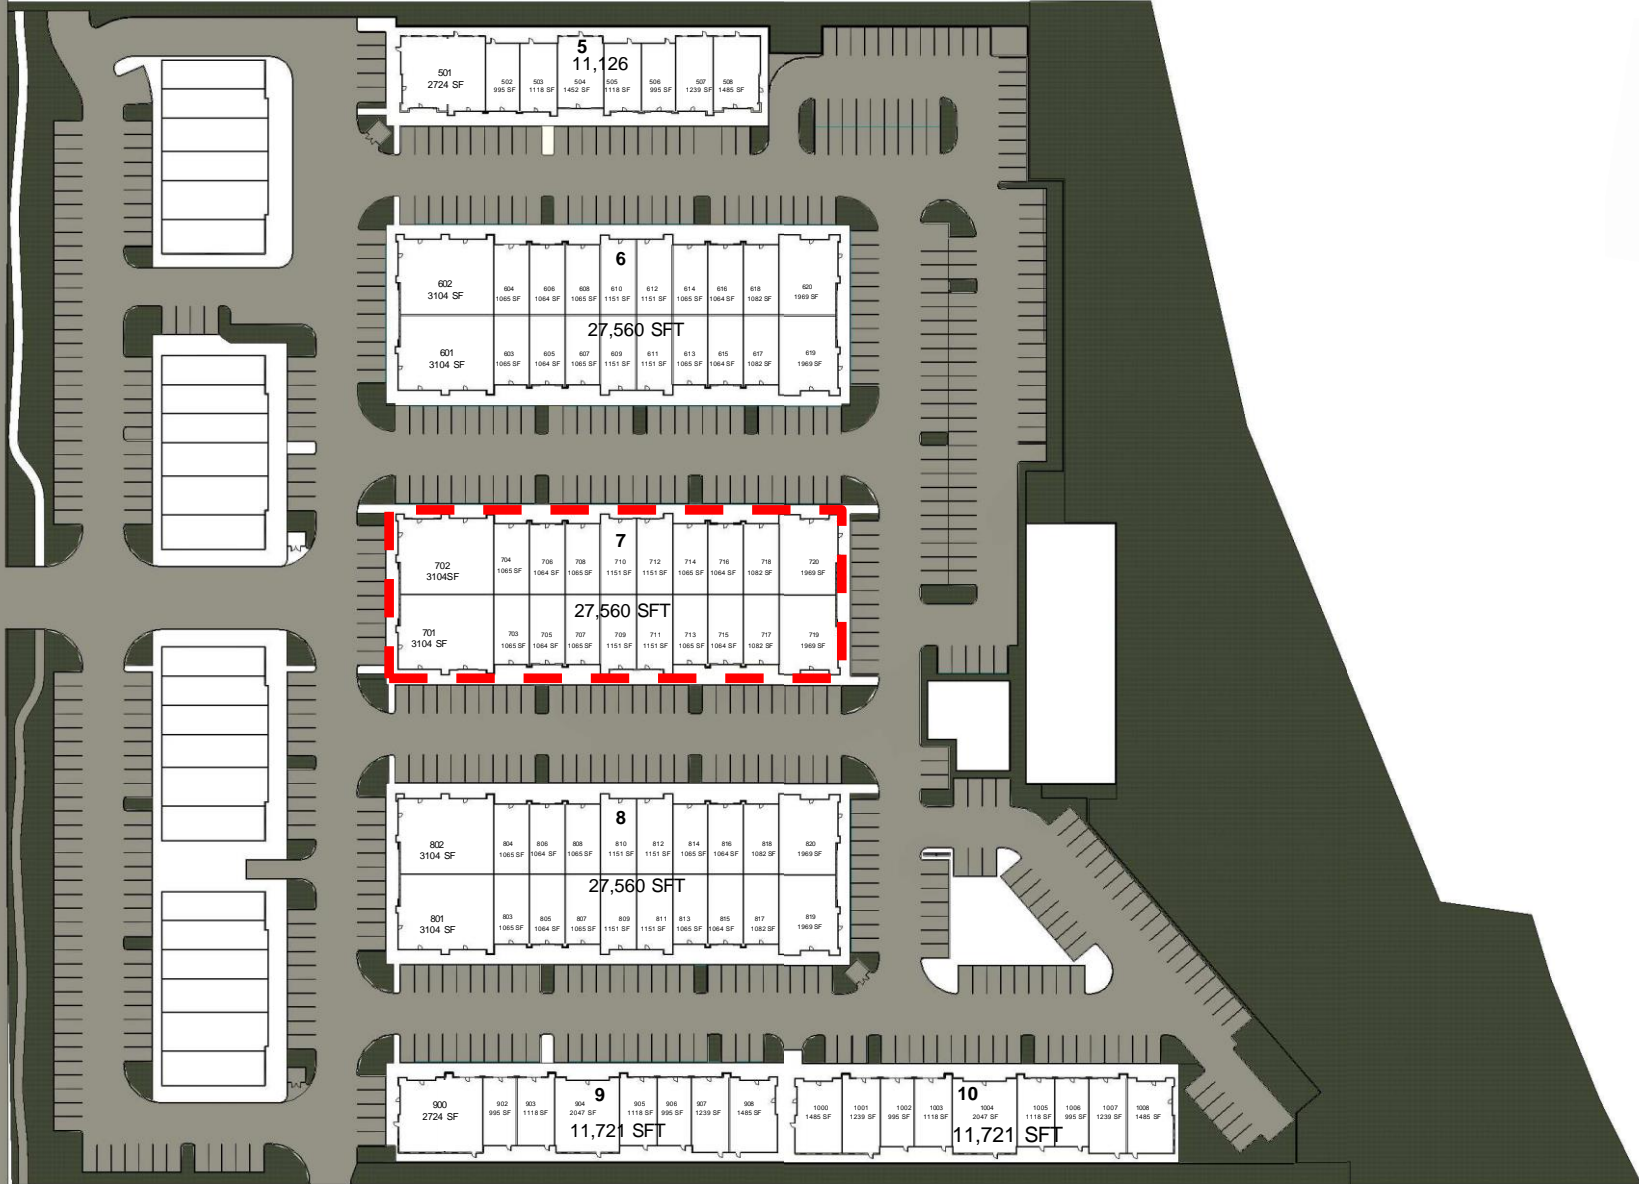 5
11,126
501
2724 SF
502
995 SF
503
1118 SF
504
1452 SF
505
1118 SF
506
995 SF
507
1239 SF
508
1485 SF
6
602
3104 SF
604
1065 SF
606
1064 SF
608
1065 SF
610
1151 SF
612
1151 SF
614
1065 SF
616
1064 SF
618
1082 SF
620
1969 SF
27,560 SFT
601
3104 SF
603
1065 SF
605
1064 SF
607
1065 SF
609
1151 SF
611
1151 SF
613
1065 SF
615
1064 SF
617
1082 SF
619
1969 SF
7
702
3104SF
704
1065 SF
706
1064 SF
708
1065 SF
710
1151 SF
712
1151 SF
714
1065 SF
716
1064 SF
718
1082 SF
720
1969 SF
27,560 SFT
701
3104 SF
703
1065 SF
705
1064 SF
707
1065 SF
709
1151 SF
711
1151 SF
713
1065 SF
715
1064 SF
717
1082 SF
719
1969 SF
8
802
3104 SF
804
1065 SF
806
1064 SF
808
1065 SF
810
1151 SF
812
1151 SF
814
1065 SF
816
1064 SF
818
1082 SF
820
1969 SF
27,560 SFT
801
3104 SF
803
1065 SF
805
1064 SF
807
1065 SF
809
1151 SF
811
1151 SF
813
1065 SF
815
1064 SF
817
1082 SF
819
1969 SF
9
900
2724 SF
902
995 SF
903
1118 SF
904
2047 SF
905
1118 SF
906
995 SF
907
1239 SF
908
1485 SF
11,721 SFT
10
1000
1485 SF
1001
1239 SF
1002
995 SF
1003
1118 SF
1004
2047 SF
1005
1118 SF
1006
995 SF
1007
1239 SF
1008
1485 SF
11,721 SFT